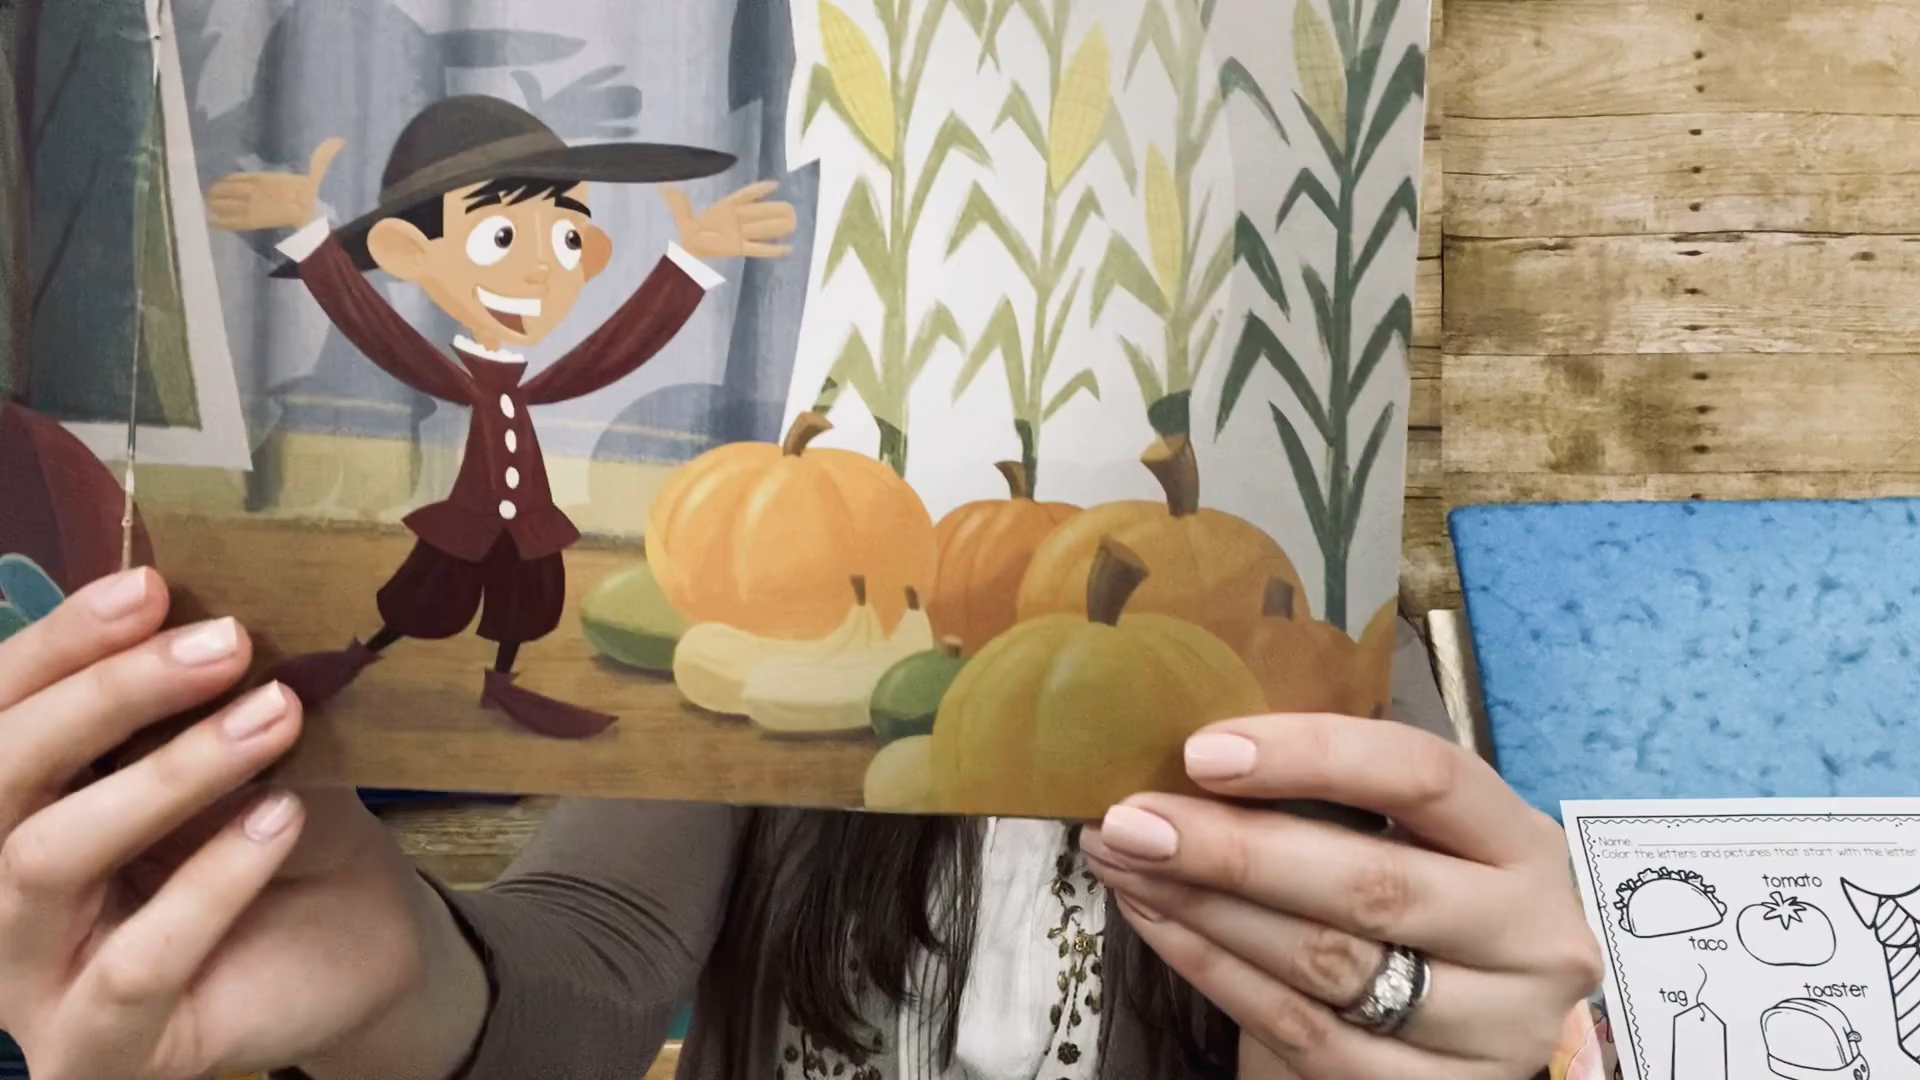 Name
Color the letters and pictures that start with the letter
tomato
taco
tag
toaster